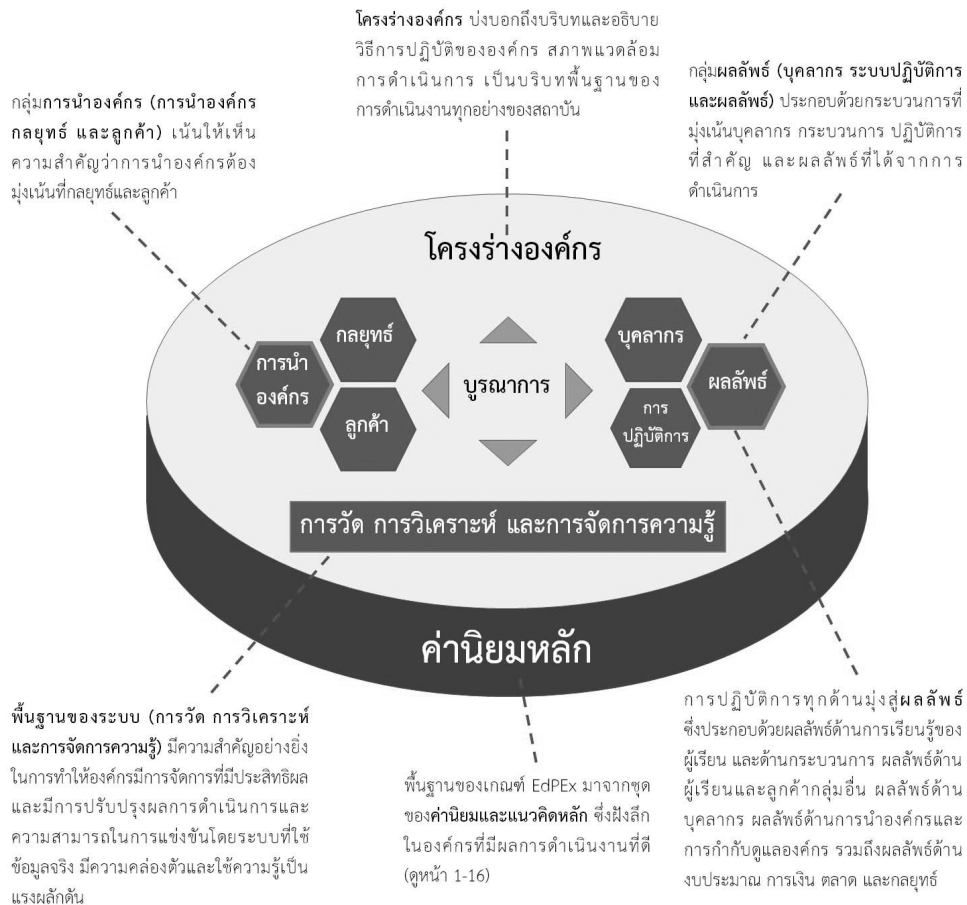 โครงร่างองค์กร บ่งบอกถึงบริบทและอธิบาย
วิธีการปฏิบัติขององค์กร สภาพแวดล้อม
การดำเนินการ เป็นบริบทพื้นฐานของ
การดำเนินงานทุกอย่างของสถาบัน
กลุ่มการนำองค์กร (การนำองค์กร
กลยุทธ์ และลูกค้า) เน้นให้เห็น
ความสำคัญว่าการนำองค์กรต้อง
มุ่งเน้นที่กลยุทธ์และลูกค้า
กลุ่มผลลัพธ์ (บุคลากร ระบบปฏิบัติการ
และผลลัพธ์) ประกอบด้วยกระบวนการที่
มุ่งเน้นบุคลากร กระบวนการ ปฏิบัติการ
ที่สำคัญ และผลลัพธ์ที่ได้จากการ
ดำเนินการ
โครงร่างองค์กร
กลยุทธ์
การนำ
องค์กร
ลูกค้า
บูรณาการ
บุคลากร
ผลลัพธ์
การ
ปฏิบัติการ
การวัด การวิเคราะห์ และการจัดการความรู้
ค่านิยมหลัก
พื้นฐานของระบบ (การวัด การวิเคราะห์
และการจัดการความรู้) มีความสำคัญอย่างยิ่ง
ในการทำให้องค์กรมีการจัดการที่มีประสิทธิผล
และมีการปรับปรุงผลการดำเนินการและ
ความสามารถในการแข่งขันโดยระบบที่ใช้
ข้อมูลจริง มีความคล่องตัวและใช้ความรู้เป็น
แรงผลักดัน
พื้นฐานของเกณฑ์ EdPEx มาจากชุด
ของค่านิยมและแนวคิดหลัก ซึ่งฝังลึก
ในองค์กรที่มีผลการดำเนินงานที่ดี
(ดูหน้า 1-16)
การปฏิบัติการทุกด้านมุ่งสู่ผลลัพธ์
ซึ่งประกอบด้วยผลลัพธ์ด้านการเรียนรู้ของ
ผู้เรียน และด้านกระบวนการ ผลลัพธ์ด้าน
ผู้เรียนและลูกค้ากลุ่มอื่น ผลลัพธ์ด้าน
บุคลากร ผลลัพธ์ด้านการนำองค์กรและ
การกำกับดูแลองค์กร รวมถึงผลลัพธ์ด้าน
งบประมาณ การเงิน ตลาด และกลยุทธ์